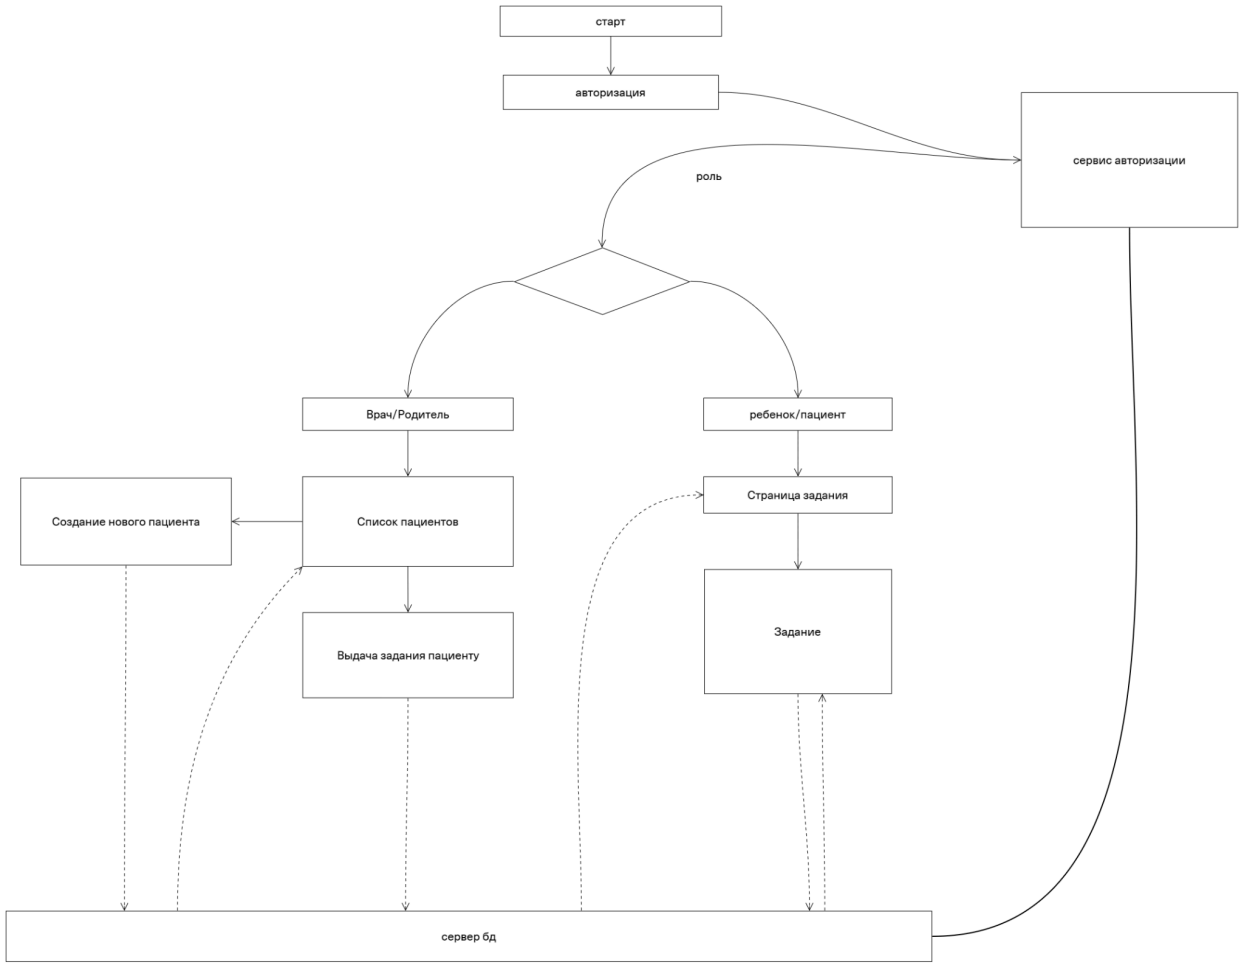 старт
авторизация
сервис авторизации
роль
Врач/Родитель
ребенок/пациент
Страница задания
Создание нового пациента
Список пациентов
Задание
Выдача задания пациенту
сервер бд